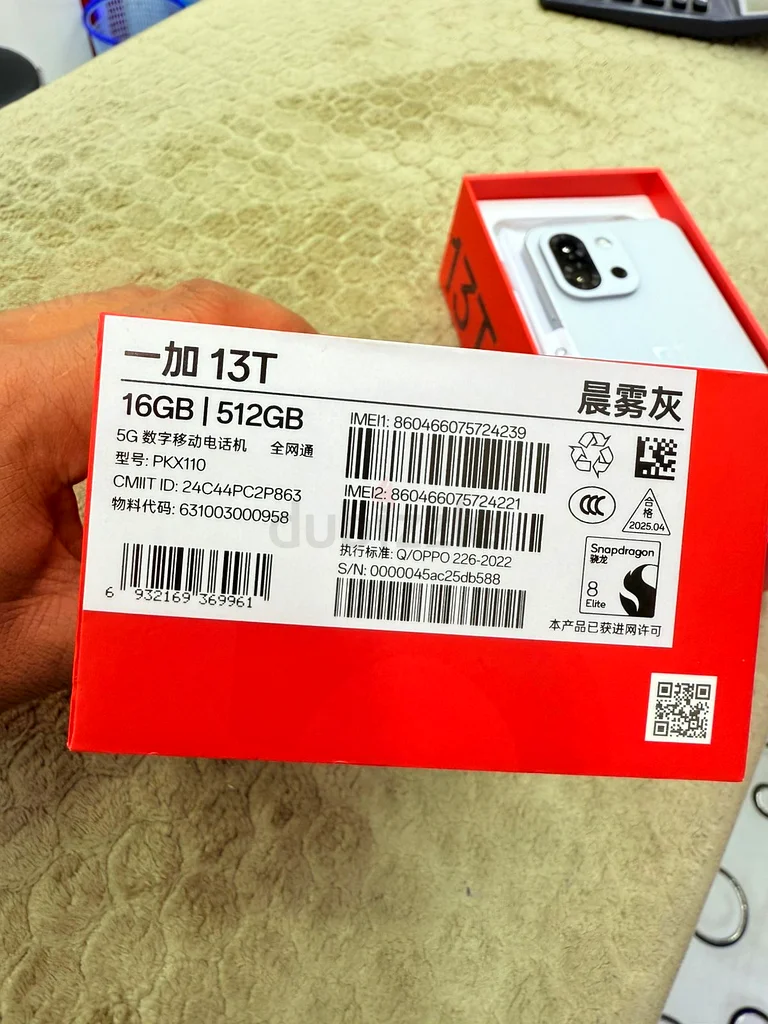 13T
一加 13T
晨雾灰
16GB | 512GB
5G 数字移动电话机 全网通
型号: PKX110
CMIIT ID: 24C44PC2P863
物料代码: 631003000958
6 932169 369961
IMEI1: 860466075724239
IMEI2: 860466075724221
执行标准: Q/OPPO 226-2022
S/N: 0000045ac25db588
CCC
合格
2025.04
Snapdragon
骁龙
8
Elite
本产品已获进网许可